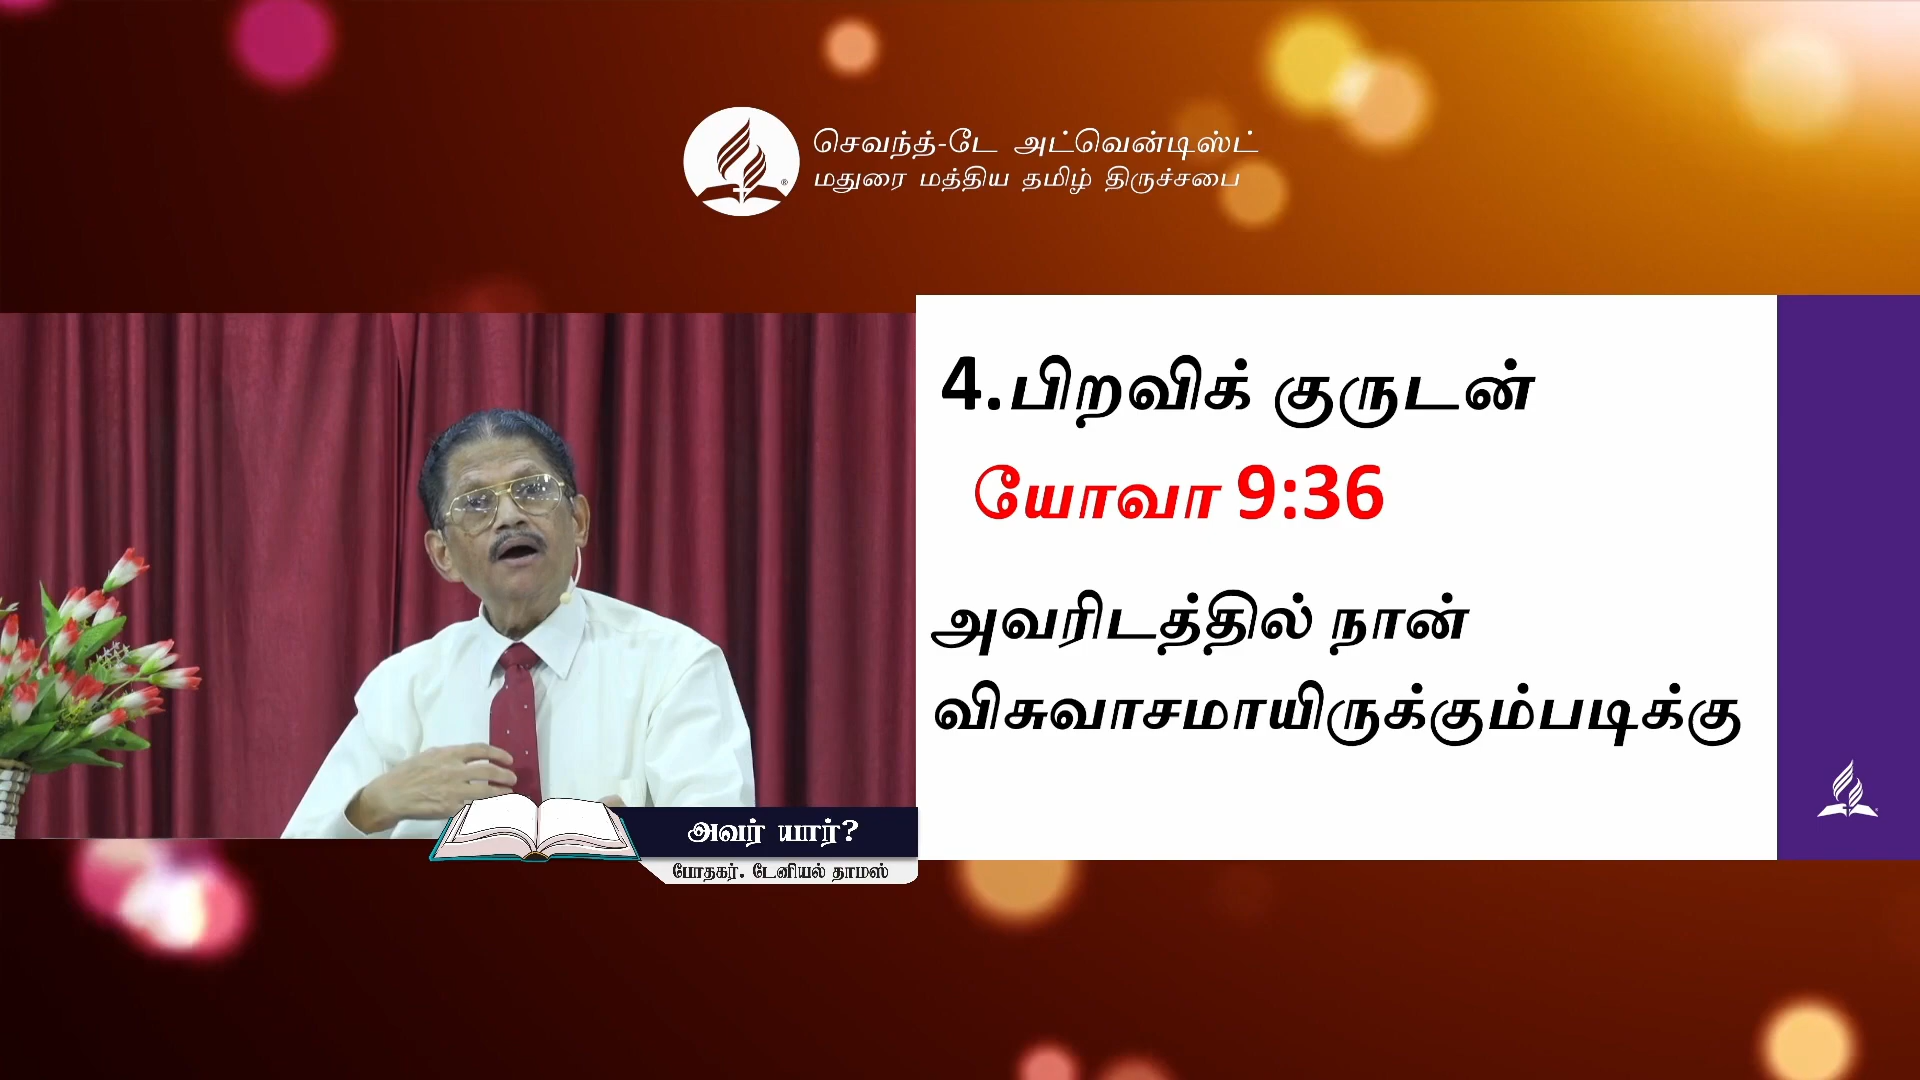 செவந்த்-டே அட்வென்டிஸ்ட்
மதுரை மத்திய தமிழ் திருச்சபை
4.பிறவிக் குருடன்
யோவா 9:36
அவரிடத்தில் நான்
விசுவாசமாயிருக்கும்படிக்கு
அவர் யார்?
போதகர். டேனியல் தாமஸ்